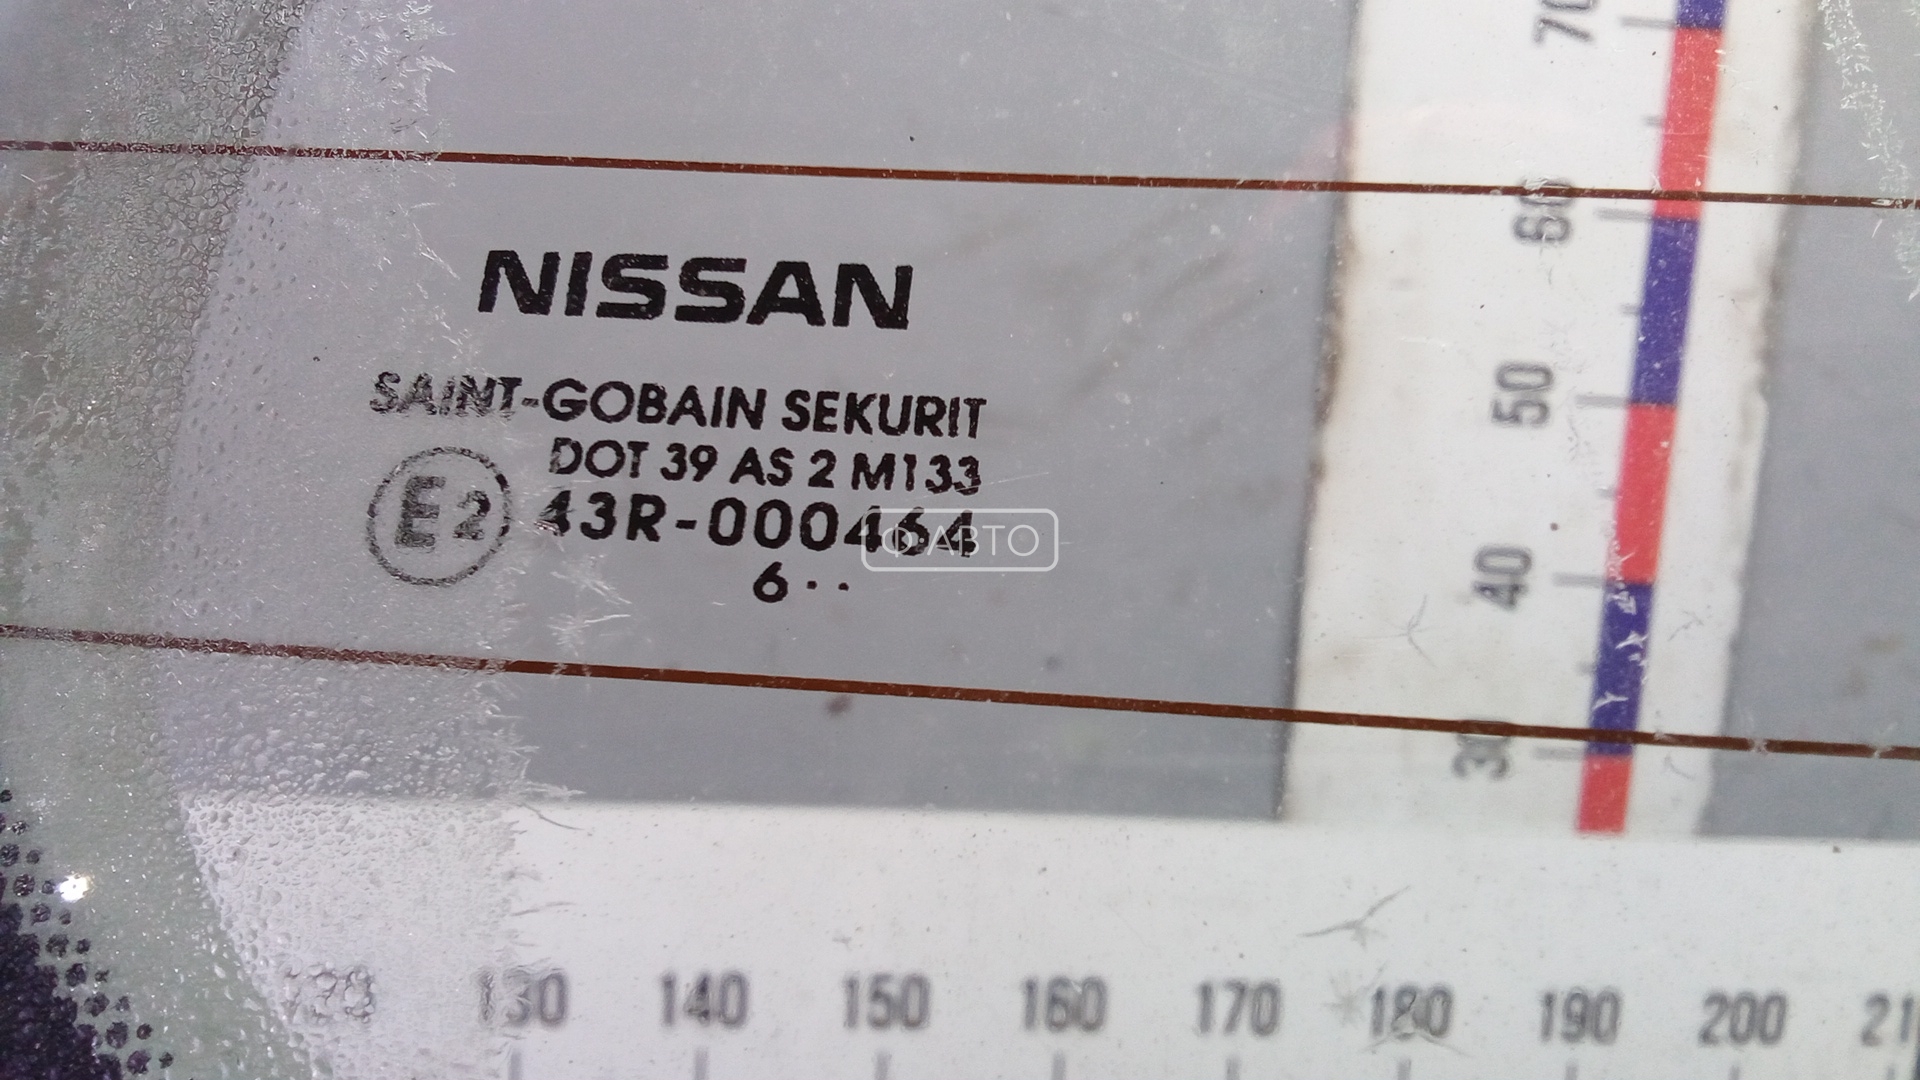 NISSAN
SAINT-GOBAIN SEKURIT
DOT 39 AS 2 M133
E2 43R-000464
6··
Ф АВТО
70
60
50
40
30
130 140 150 160 170 180 190 200 21